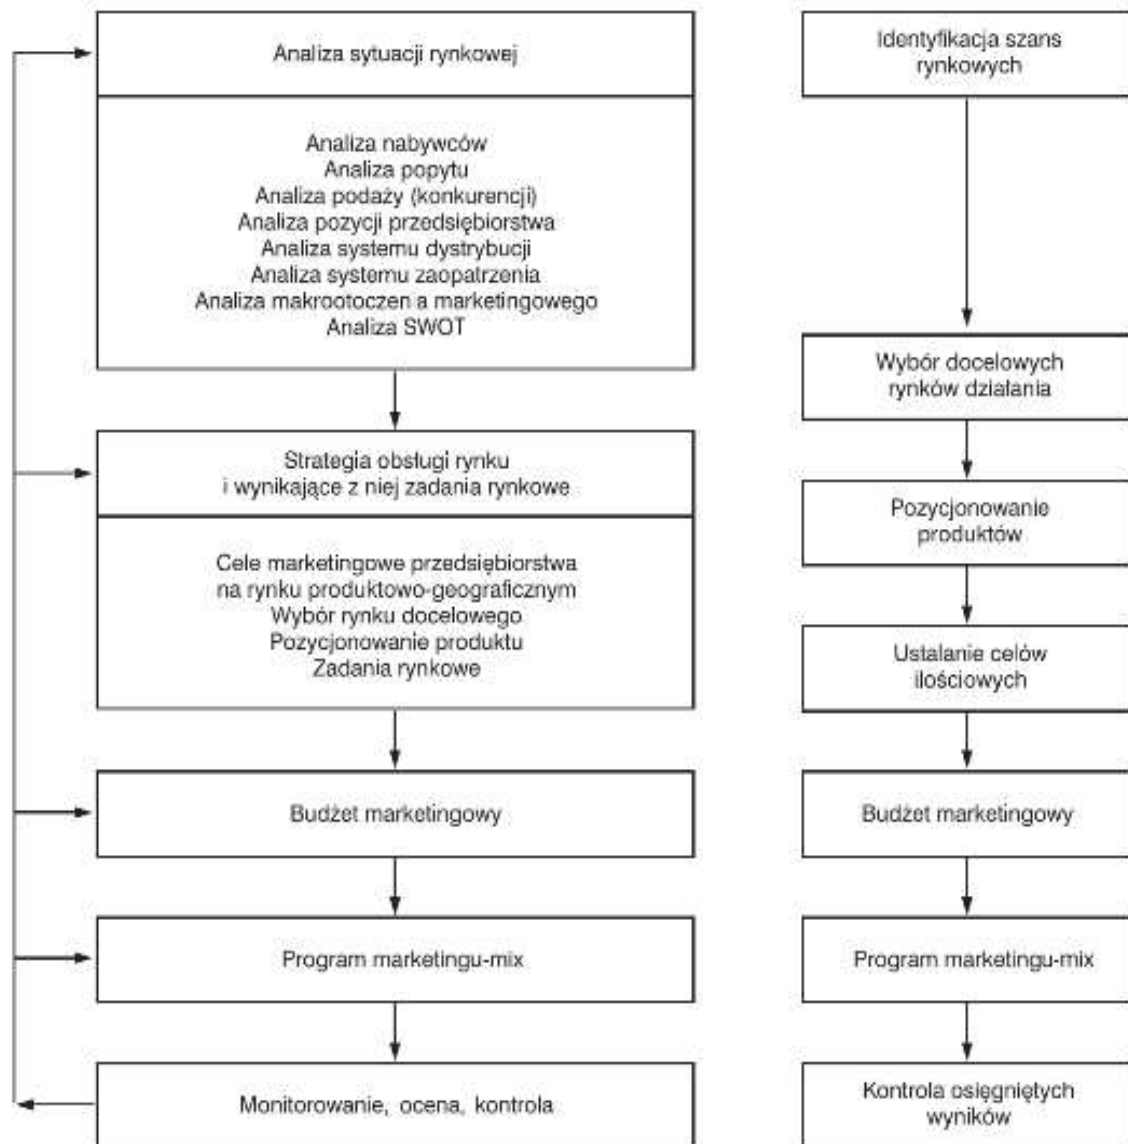 Analiza sytuacji rynkowej
Analiza nabywców
Analiza popytu
Analiza podaży (konkurencji)
Analiza pozycji przedsiębiorstwa
Analiza systemu dystrybucji
Analiza systemu zaopatrzenia
Analiza makrootoczen a marketingowego
Analiza SWOT
Strategia obsługi rynku
i wynikające z niej zadania rynkowe
Cele marketingowe przedsiębiorstwa
na rynku produktowo-geograficznym
Wybór rynku docelowego
Pozycjonowanie produktu
Zadania rynkowe
Budżet marketingowy
Program marketingu-mix
Monitorowanie, ocena, kontrola
Identyfikacja szans
rynkowych
Wybór docelowych
rynków działania
Pozycjonowanie
produktów
Ustalanie celów
ilościowych
Budżet marketingowy
Program marketingu-mix
Kontrola osięgniętych
wyników